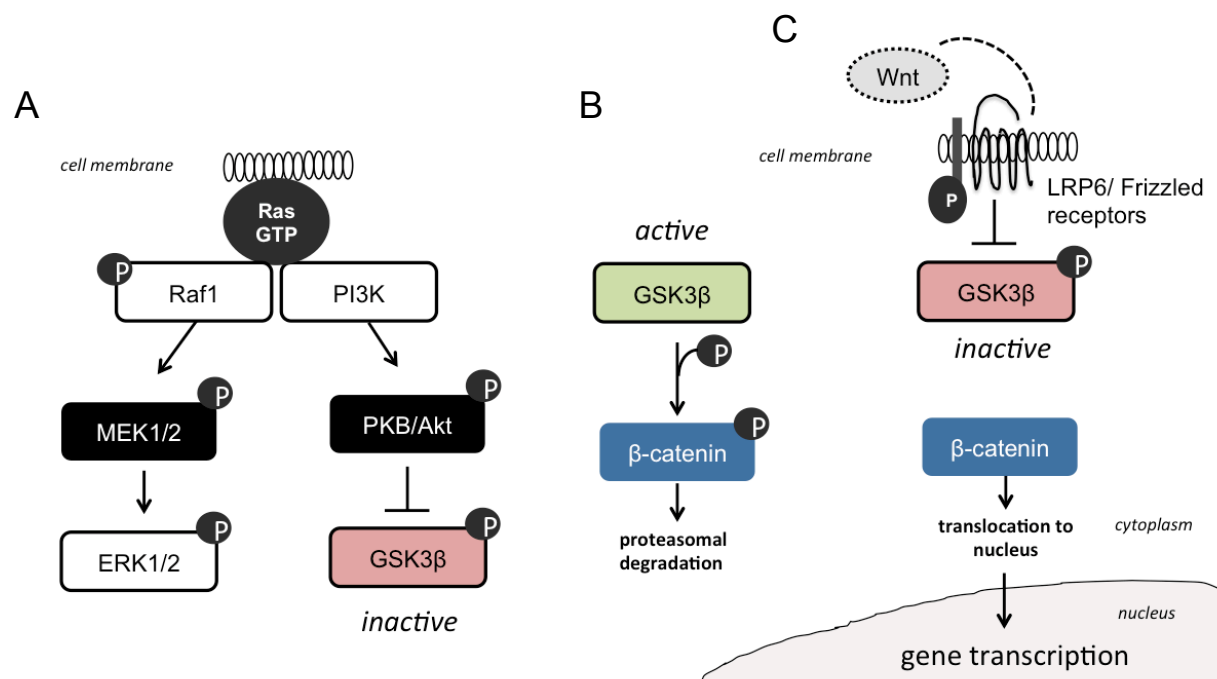 A
cell membrane
Ras
GTP
P
Raf1
PI3K
P
MEK1/2
P
PKB/Akt
P
ERK1/2
P
GSK3β
inactive
B
active
GSK3β
P
P
β-catenin
proteasomal
degradation
C
Wnt
cell membrane
P
LRP6/ Frizzled
receptors
P
GSK3β
inactive
β-catenin
translocation to
nucleus
cytoplasm
nucleus
gene transcription